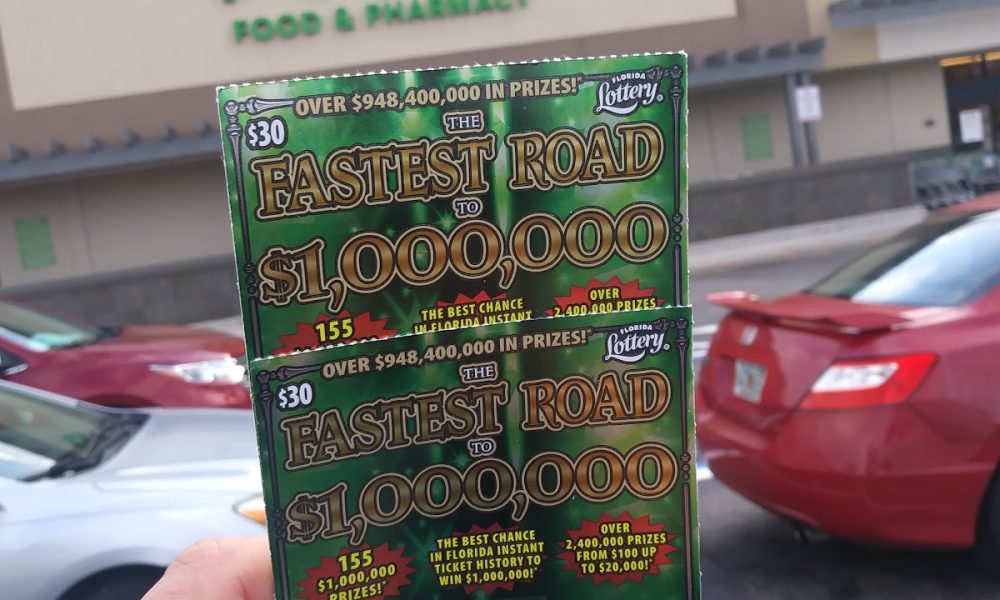 FOOD & PHARMACY
OVER $948,400,000 IN PRIZES!*
FLORIDA
Lottery®
$30
THE
FASTEST ROAD
TO
$1,000,000
155
THE BEST CHANCE
IN FLORIDA INSTANT
OVER
2,400,000 PRIZES
OVER $948,400,000 IN PRIZES!*
FLORIDA
Lottery®
$30
THE
FASTEST ROAD
TO
$1,000,000
155
$1,000,000
PRIZES!*
THE BEST CHANCE
IN FLORIDA INSTANT
TICKET HISTORY TO
WIN $1,000,000!*
OVER
2,400,000 PRIZES
FROM $100 UP
TO $20,000!*